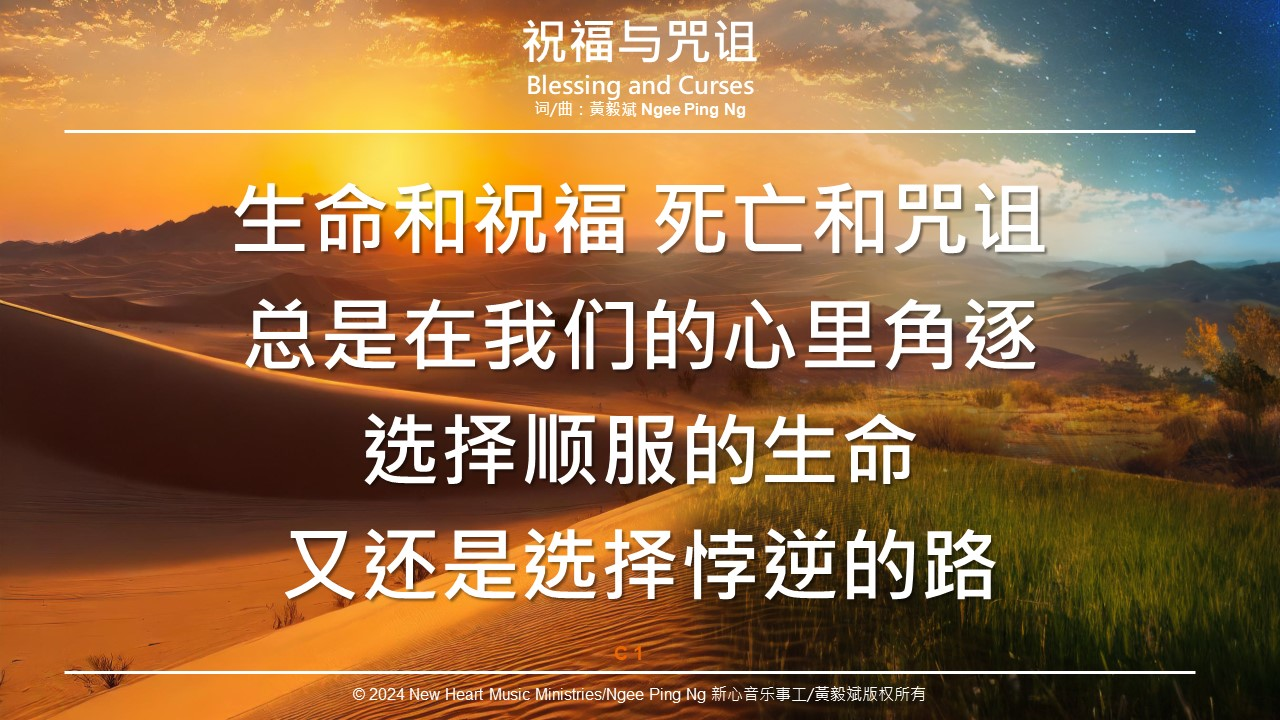 祝福与咒诅
Blessing and Curses
词/曲：黃毅斌 Ngee Ping Ng
生命和祝福 死亡和咒诅
总是在我们的心里角逐
选择顺服的生命
又还是选择悖逆的路
C 1
© 2024 New Heart Music Ministries/Ngee Ping Ng 新心音乐事工/黃毅斌版权所有